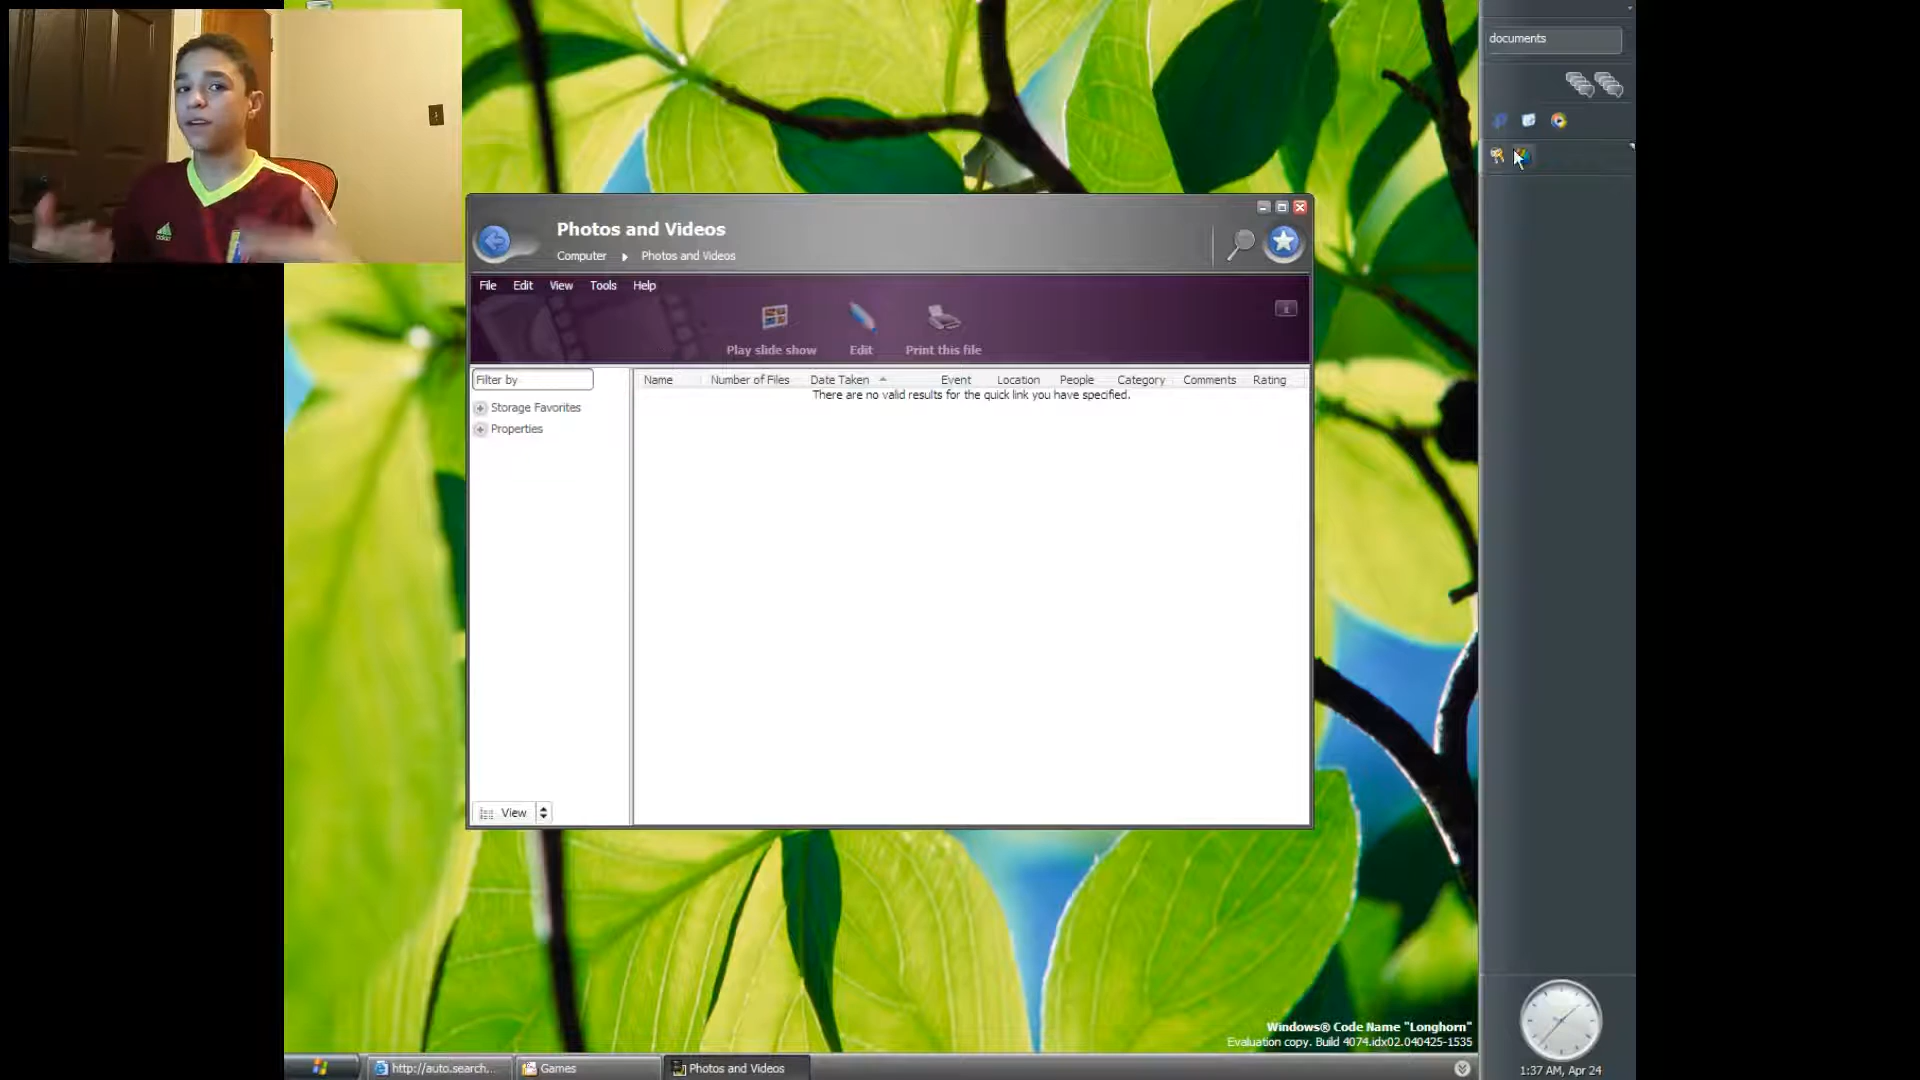 documents
Photos and Videos
Computer Photos and Videos
File Edit View Tools Help
Play slide show Edit Print this file
Filter by
Name Number of Files Date Taken Event Location People Category Comments Rating
There are no valid results for the quick link you have specified.
Storage Favorites
Properties
View
Windows® Code Name "Longhorn"
Evaluation copy. Build 4074.idx02.040425-1535
http://auto.search... Games Photos and Videos
1:37 AM, Apr 24